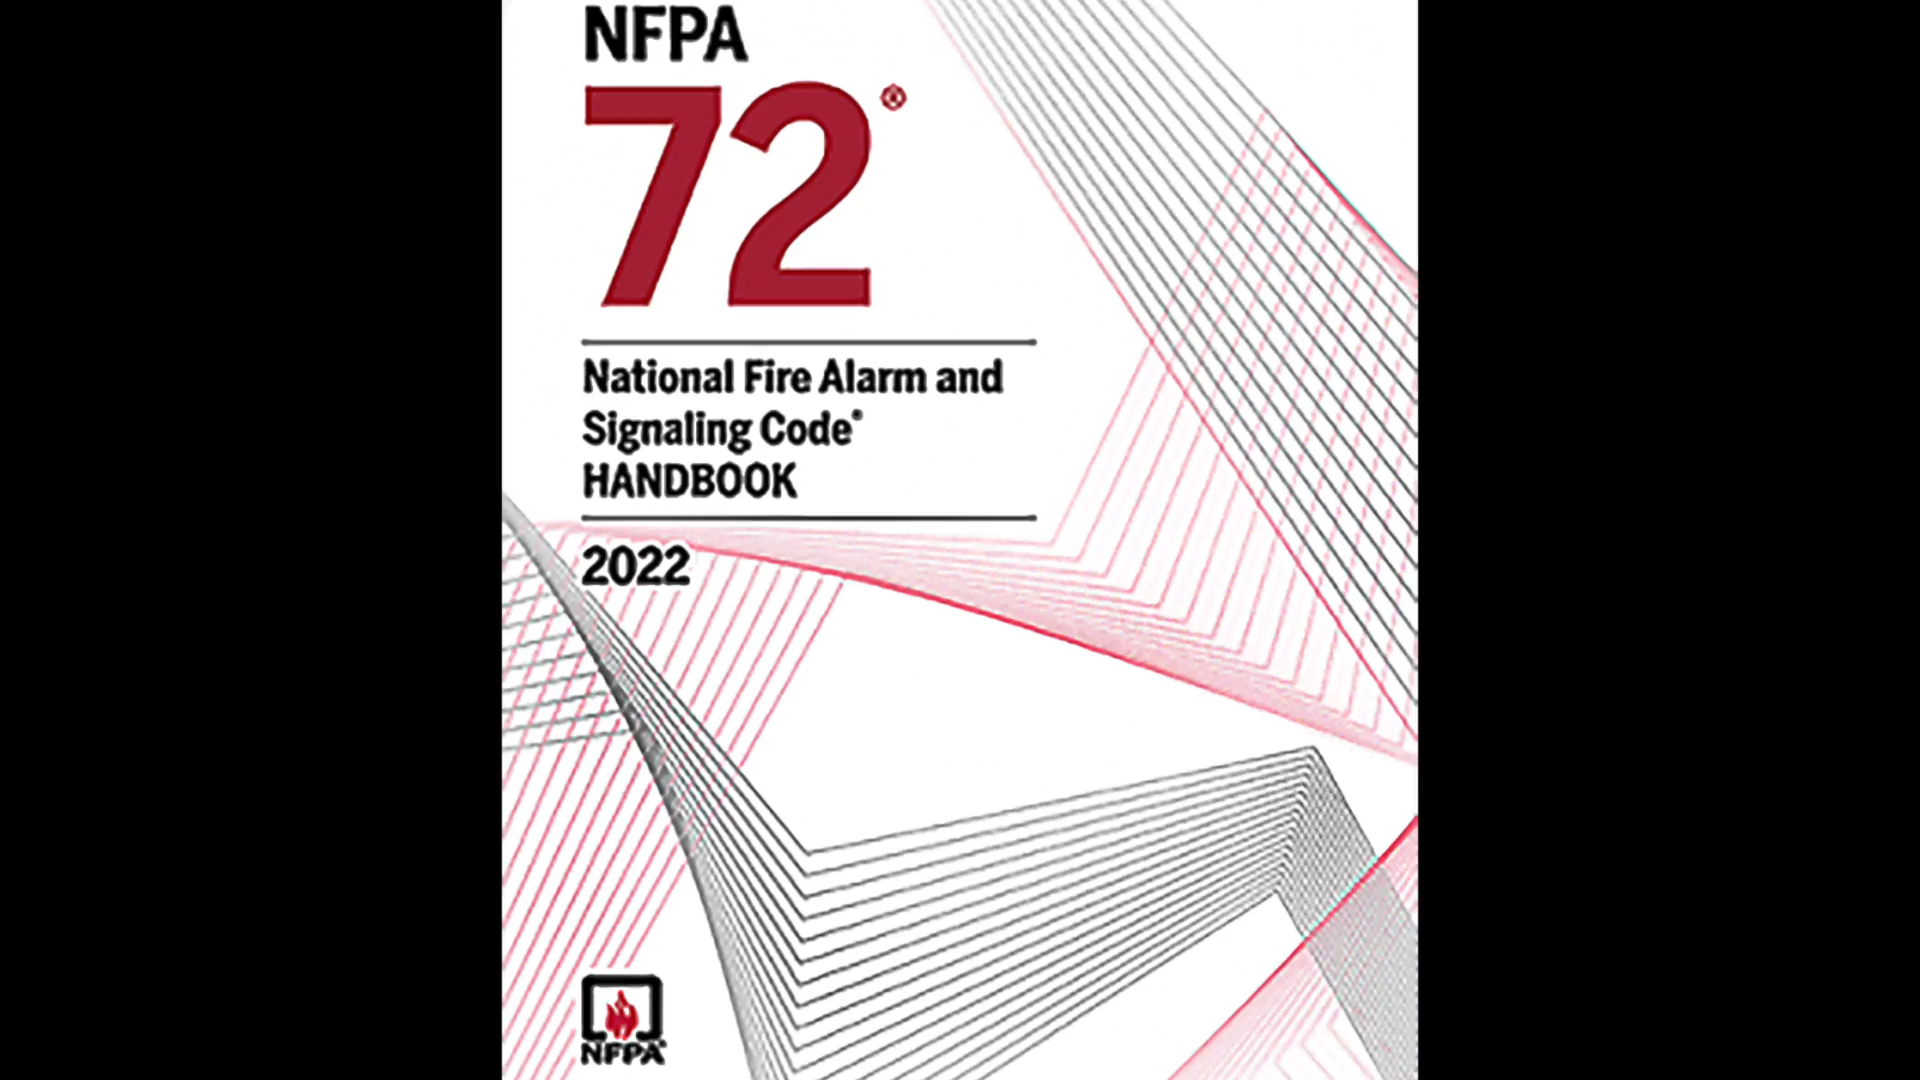 NFPA
72®
National Fire Alarm and
Signaling Code®
HANDBOOK
2022
NFPA®